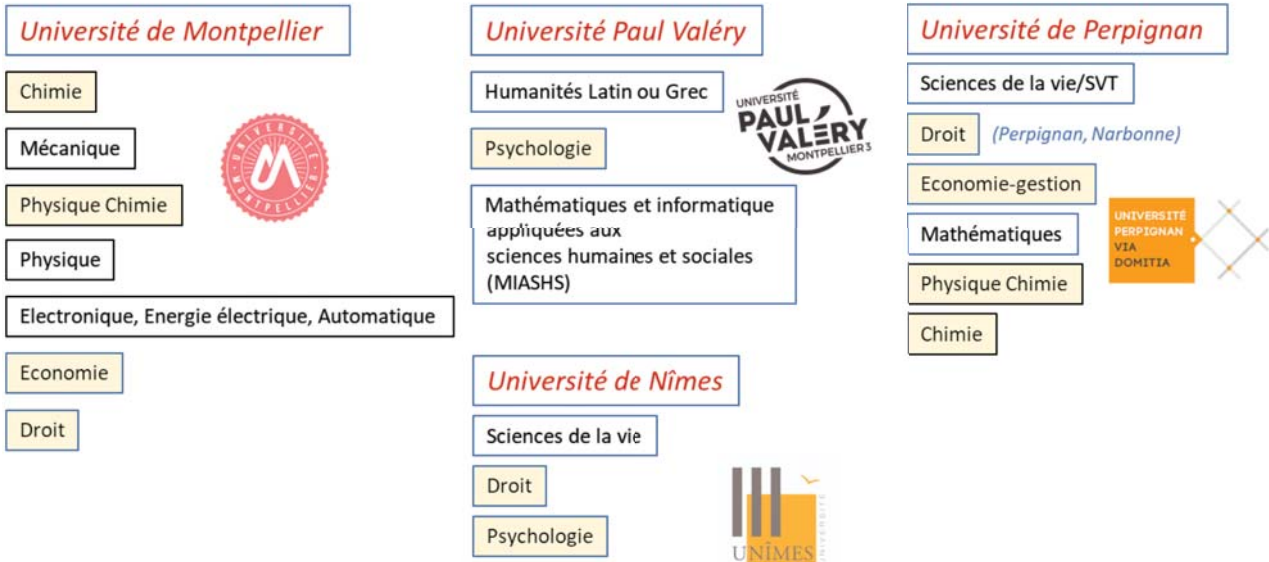 Université de Montpellier
Chimie
Mécanique
Physique Chimie
Physique
Electronique, Energie électrique, Automatique
Economie
Droit
UNIVERSITÉ
MONTPELLIER
Université Paul Valéry
Humanités Latin ou Grec
Psychologie
Mathématiques et informatique
appliquées aux
sciences humaines et sociales
(MIASHS)
UNIVERSITÉ
PAUL
VALÉRY
MONTPELLIER 3
Université de Nîmes
Sciences de la vie
Droit
Psychologie
UNÎMES
UNIVERSITÉ
Université de Perpignan
Sciences de la vie/SVT
Droit (Perpignan, Narbonne)
Economie-gestion
Mathématiques
Physique Chimie
Chimie
UNIVERSITÉ
PERPIGNAN
VIA
DOMITIA